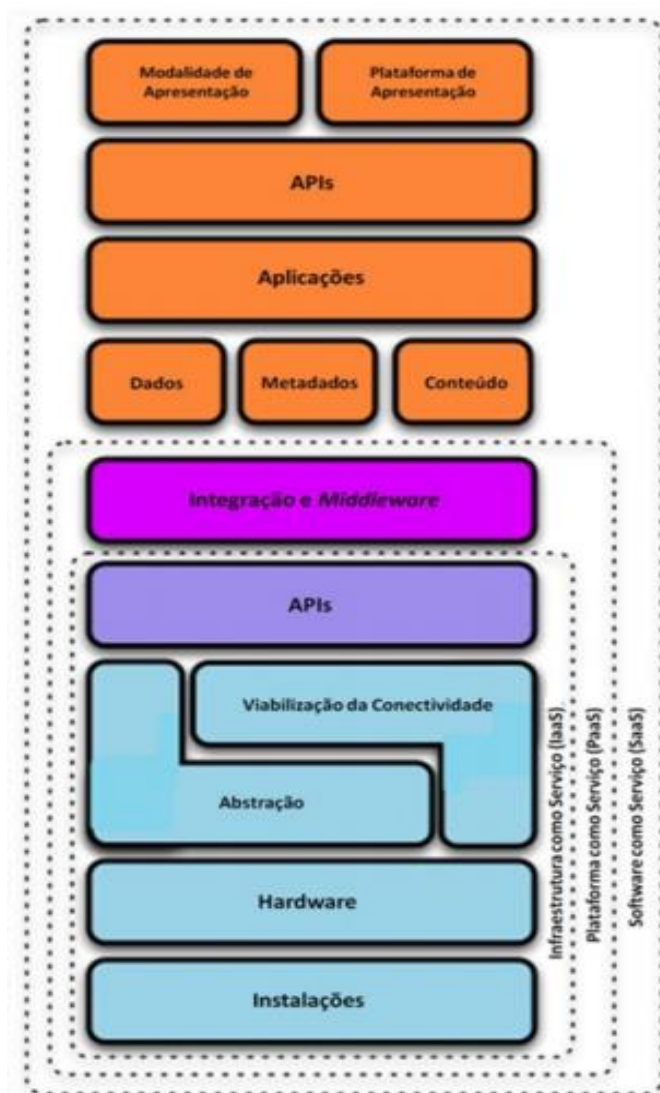 Modalidade de
Apresentação
Plataforma de
Apresentação
APIs
Aplicações
Dados
Metadados
Conteúdo
Integração e Middleware
APIs
Viabilização da Conectividade
Abstração
Hardware
Instalações
Infraestrutura como Serviço (IaaS)
Plataforma como Serviço (PaaS)
Software como Serviço (SaaS)